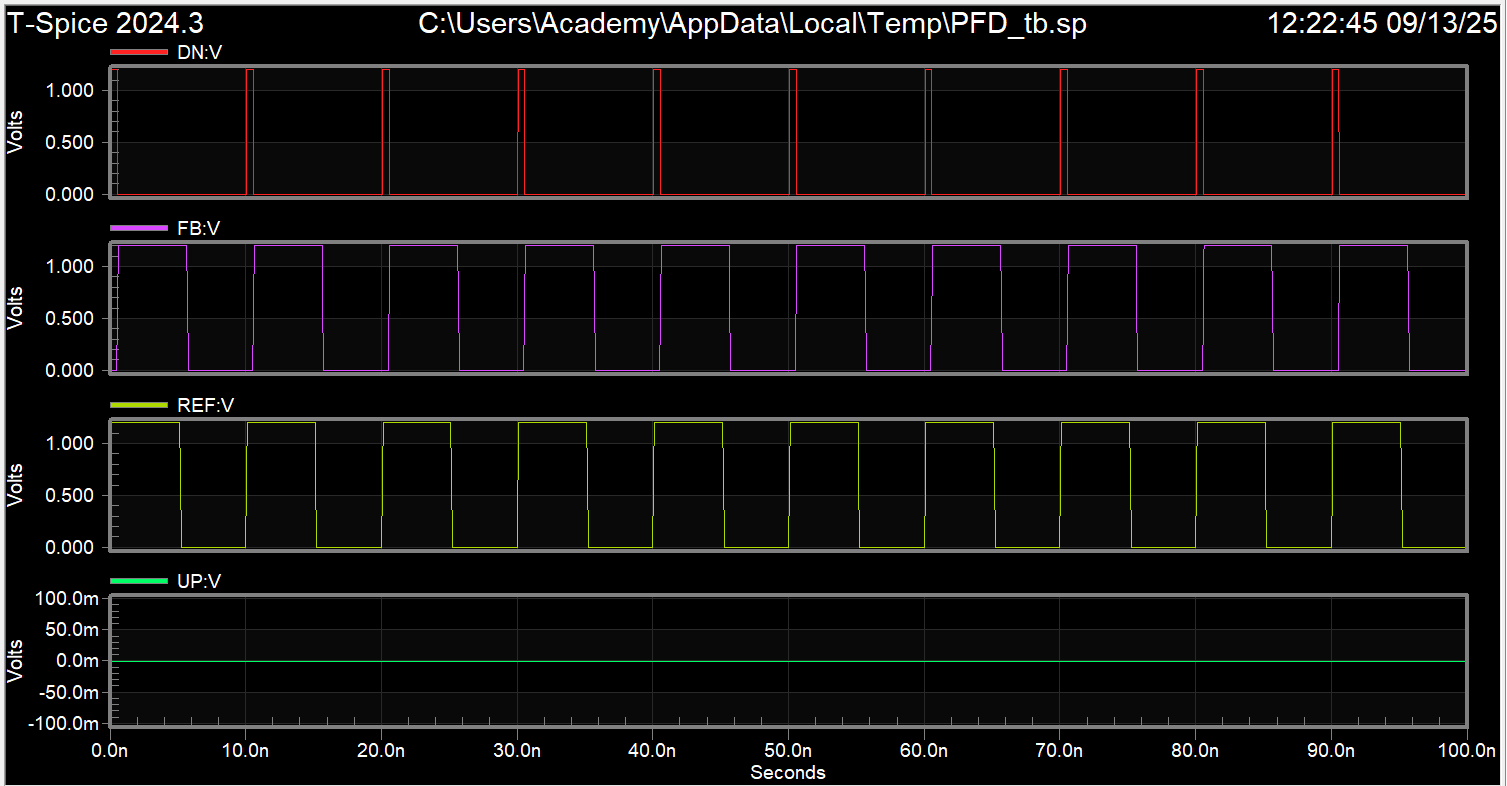 T-Spice 2024.3 C:\Users\Academy\AppData\Local\Temp\PFD_tb.sp 12:22:45 09/13/25
DN:V
Volts
1.000
0.500
0.000
FB:V
Volts
1.000
0.500
0.000
REF:V
Volts
1.000
0.500
0.000
UP:V
Volts
100.0m
50.0m
0.0m
-50.0m
-100.0m
0.0n 10.0n 20.0n 30.0n 40.0n 50.0n 60.0n 70.0n 80.0n 90.0n 100.0n
Seconds